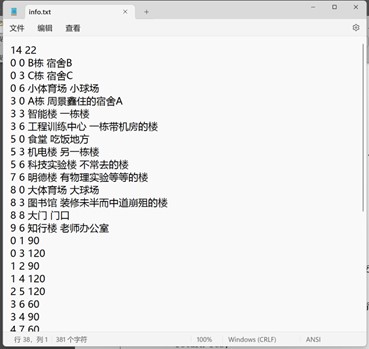 info.txt
文件 编辑 查看
14 22
0 0 B栋 宿舍B
0 3 C栋 宿舍C
0 6 小体育场 小球场
3 0 A栋 周景鑫住的宿舍A
3 3 智能楼 一栋楼
3 6 工程训练中心 一栋带机房的楼
5 0 食堂 吃饭地方
5 3 机电楼 另一栋楼
5 6 科技实验楼 不常去的楼
7 6 明德楼 有物理实验等等的楼
8 0 大体育场 大球场
8 3 图书馆 装修未半而中道崩殂的楼
8 8 大门 门口
9 6 知行楼 老师办公室
0 1 90
0 3 120
1 2 90
1 4 120
2 5 120
3 6 60
3 4 90
4 7 60
行 38，列 1 381 个字符 100% Windows (CRLF) ANSI